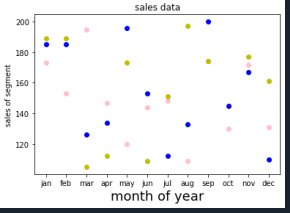 sales data
sales of segment
200
180
160
140
120
jan feb mar apr may jun jul aug sep oct nov dec
month of year